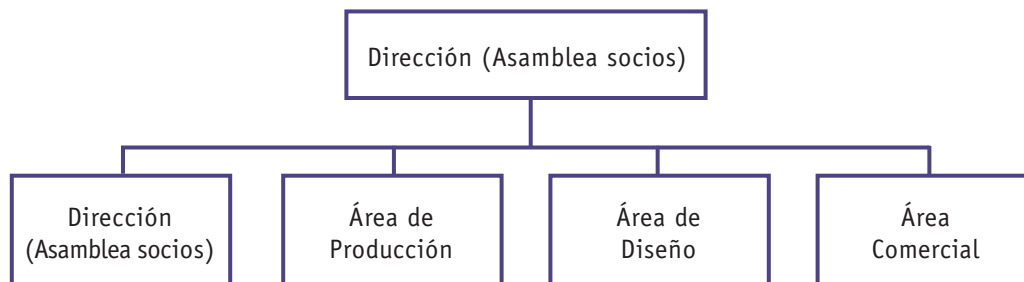 Dirección (Asamblea socios)
Dirección
(Asamblea socios)
Área de
Producción
Área de
Diseño
Área
Comercial